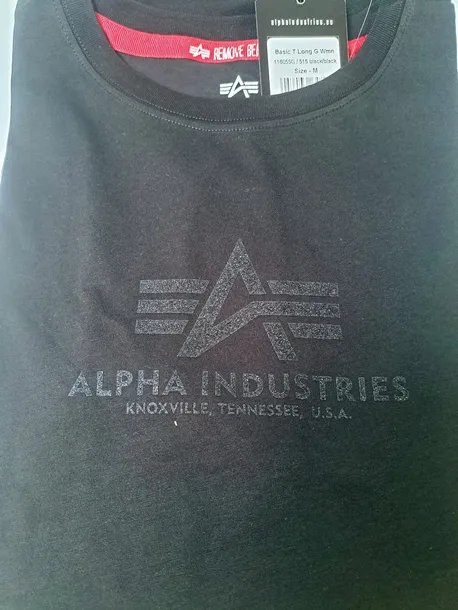 alphaindustries.eu
Basic T Long G Wmn
Size - M
REMOVE BE
ALPHA INDUSTRIES
KNOXVILLE, TENNESSEE, U.S.A.